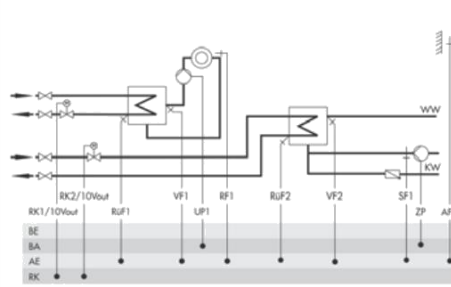 WW
KW
RK2/10Vout VF1 RF1 RüF2 VF2 SF1
RK1/10Vout RüF1 UP1 ZP
BE
BA
AE
RK